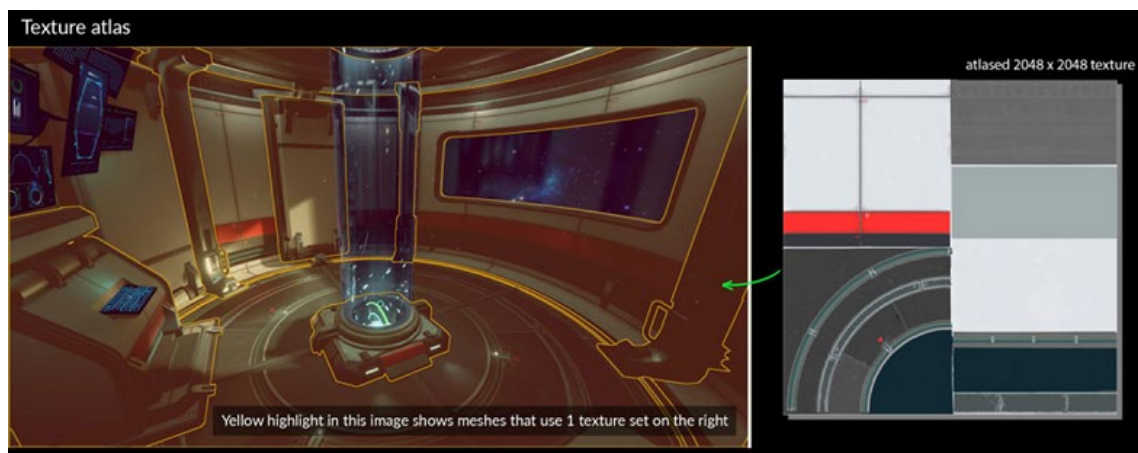 Texture atlas
atlased 2048 x 2048 texture
Yellow highlight in this image shows meshes that use 1 texture set on the right